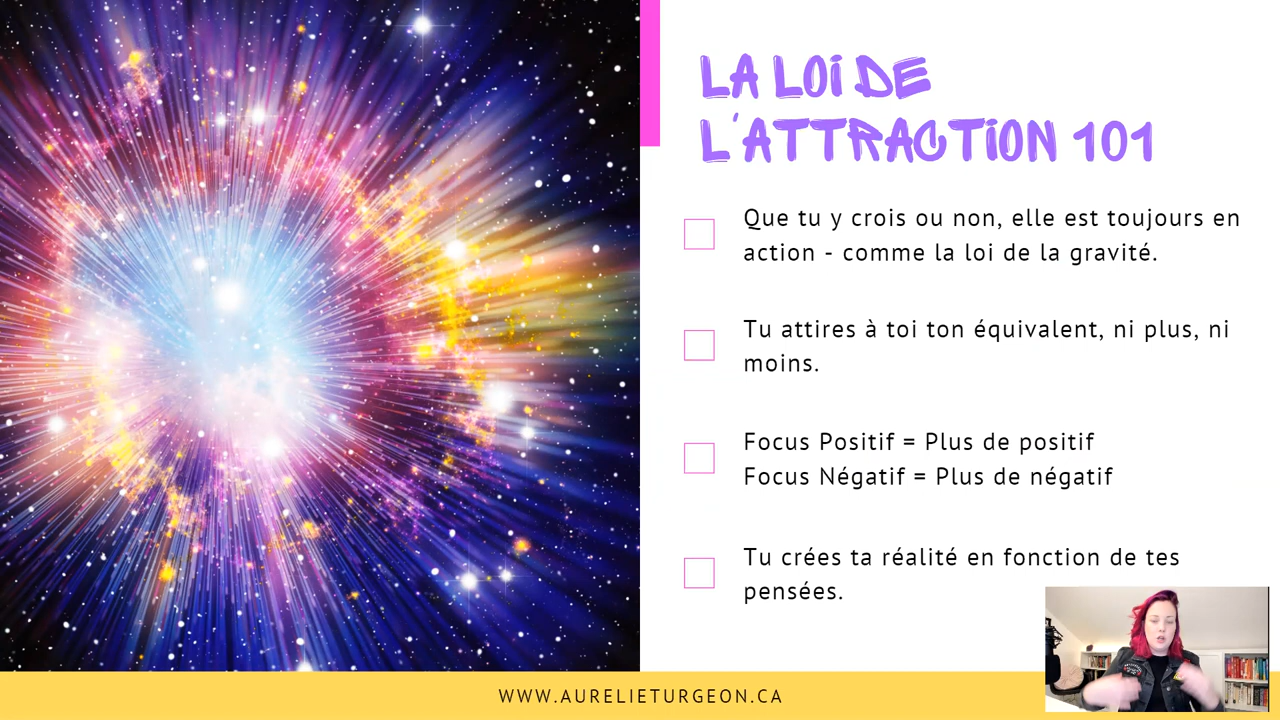 LA LOI DE
L'ATTRACTION 101
Que tu y crois ou non, elle est toujours en
action - comme la loi de la gravité.
Tu attires à toi ton équivalent, ni plus, ni
moins.
Focus Positif = Plus de positif
Focus Négatif = Plus de négatif
Tu crées ta réalité en fonction de tes
pensées.
WWW.AURELIETURGEON.CA